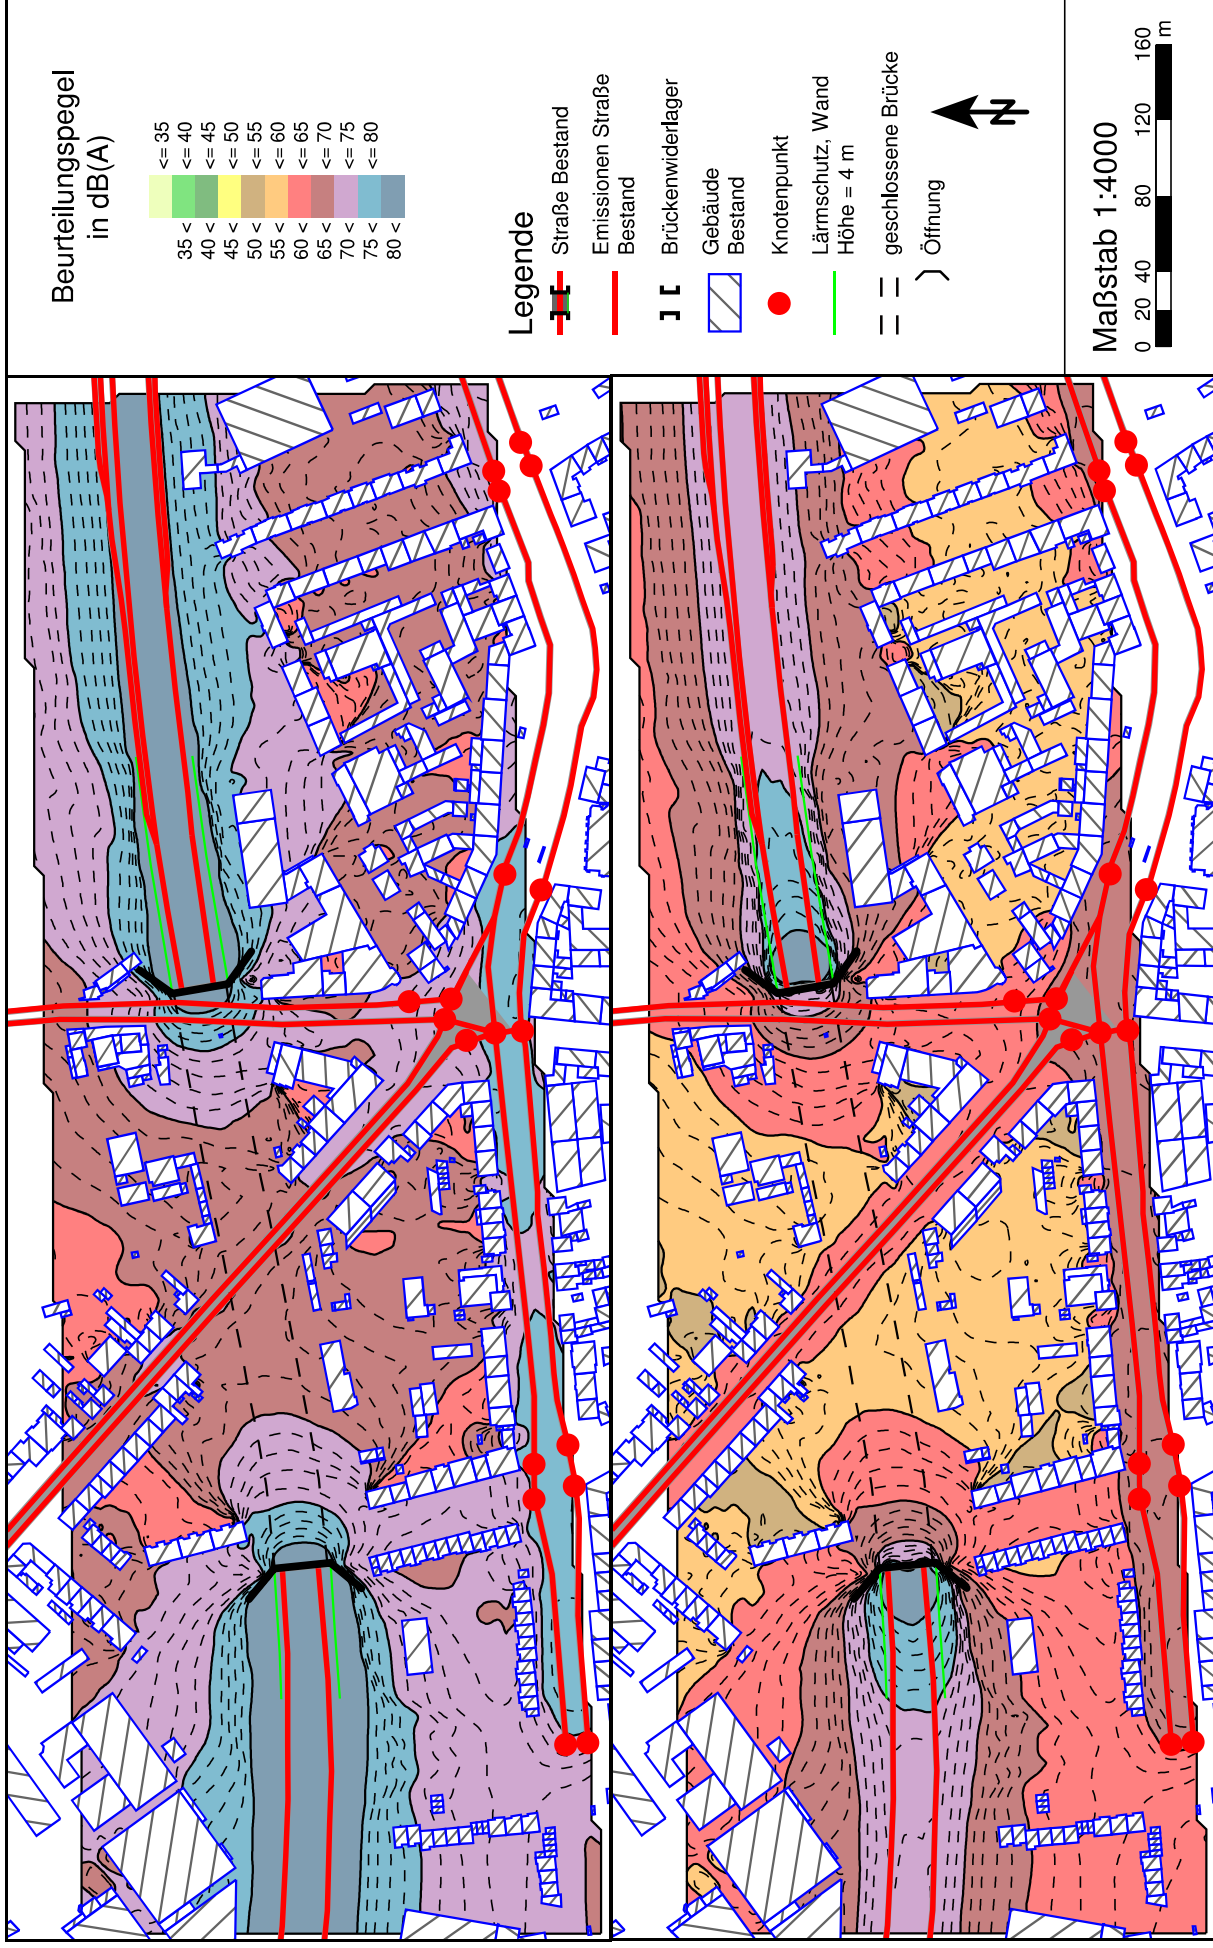 Beurteilungspegel
in dB(A)
<= 35
35 < <= 40
40 < <= 45
45 < <= 50
50 < <= 55
55 < <= 60
60 < <= 65
65 < <= 70
70 < <= 75
75 < <= 80
80 <
Legende
Straße Bestand
Emissionen Straße
Bestand
Brückenwiderlager
Gebäude
Bestand
Knotenpunkt
Lärmschutz, Wand
Höhe = 4 m
geschlossene Brücke
Öffnung
N
Maßstab 1:4000
0 20 40 80 120 160
m